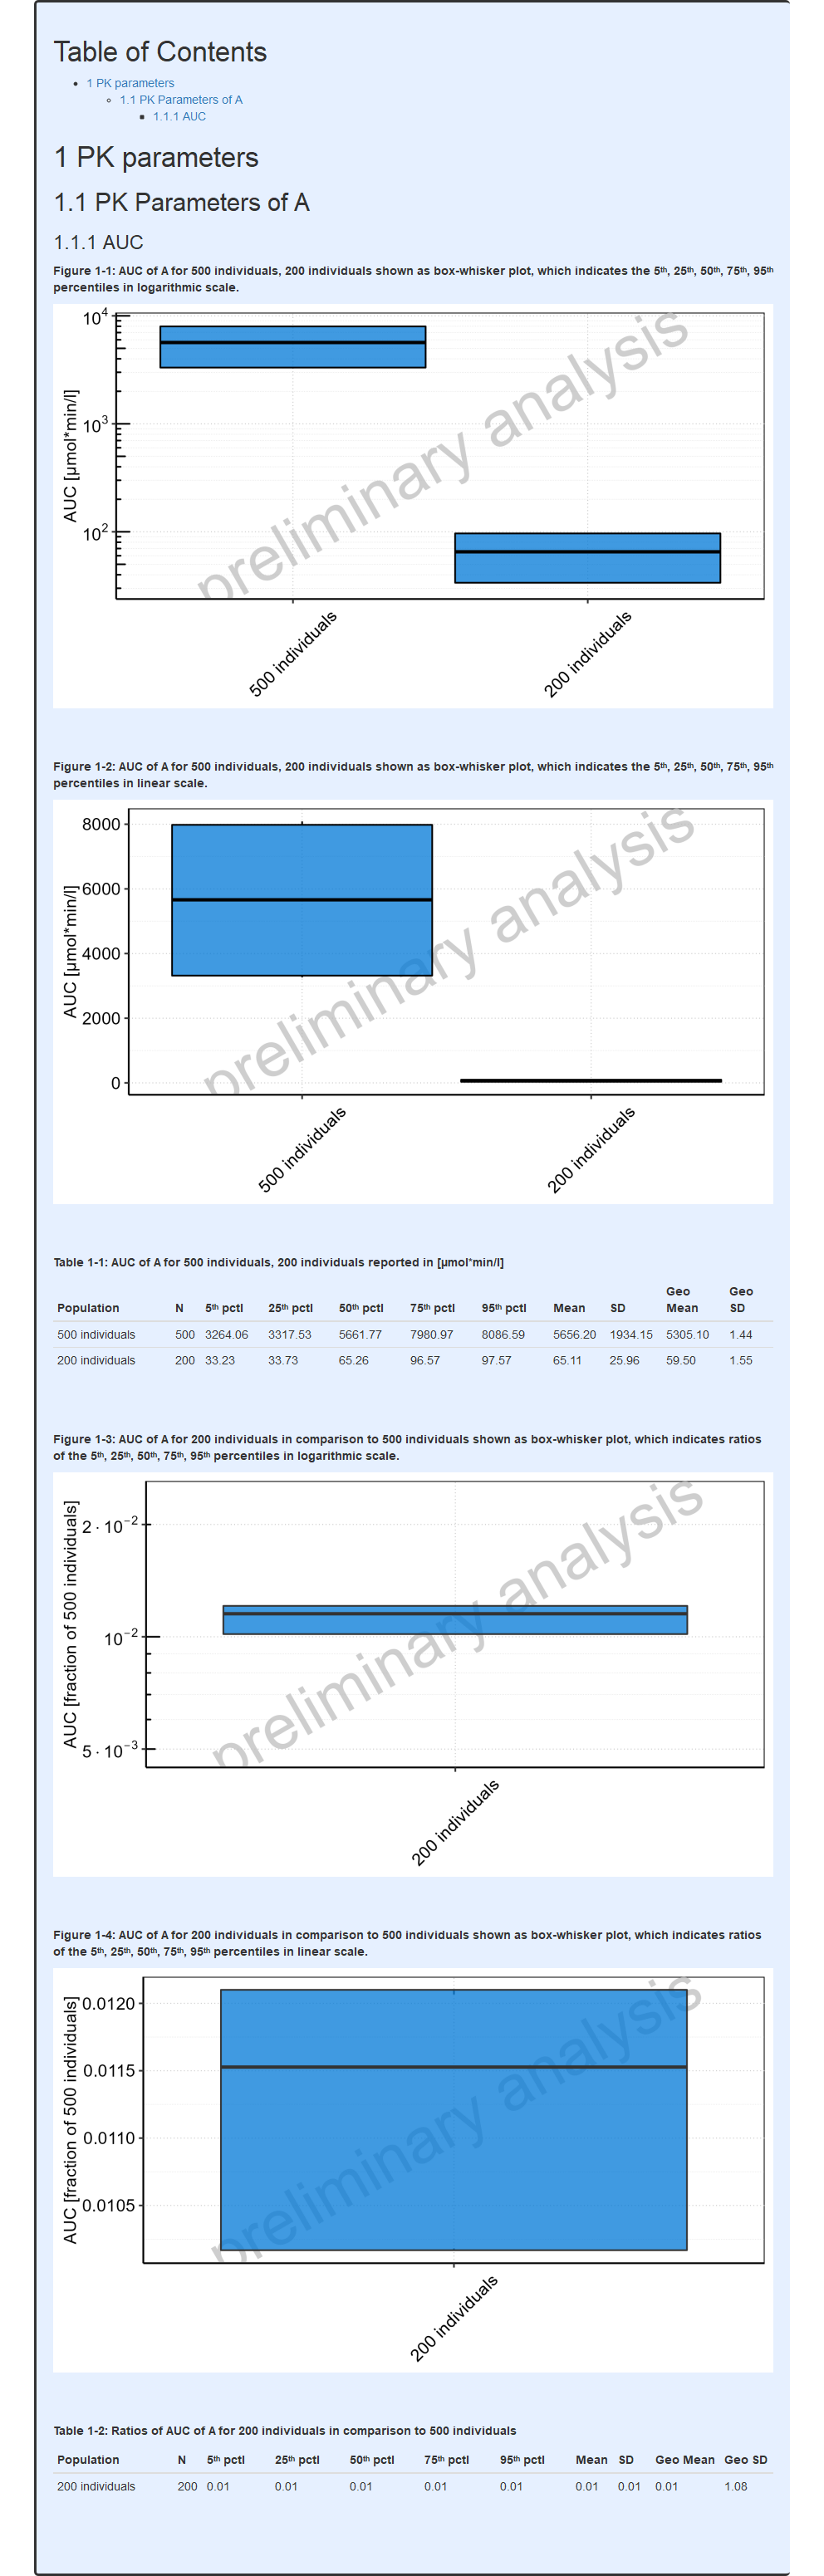 Table of Contents
• 1 PK parameters
◦ 1.1 PK Parameters of A
▪ 1.1.1 AUC
1 PK parameters
1.1 PK Parameters of A
1.1.1 AUC
Figure 1-1: AUC of A for 500 individuals, 200 individuals shown as box-whisker plot, which indicates the 5th, 25th, 50th, 75th, 95th
percentiles in logarithmic scale.
10^4
10^3
10^2
AUC [µmol*min/l]
preliminary analysis
500 individuals
200 individuals
Figure 1-2: AUC of A for 500 individuals, 200 individuals shown as box-whisker plot, which indicates the 5th, 25th, 50th, 75th, 95th
percentiles in linear scale.
8000
6000
4000
2000
0
AUC [µmol*min/l]
preliminary analysis
500 individuals
200 individuals
Table 1-1: AUC of A for 500 individuals, 200 individuals reported in [µmol*min/l]
Population N 5th pctl 25th pctl 50th pctl 75th pctl 95th pctl Mean SD Geo Mean Geo SD
500 individuals 500 3264.06 3317.53 5661.77 7980.97 8086.59 5656.20 1934.15 5305.10 1.44
200 individuals 200 33.23 33.73 65.26 96.57 97.57 65.11 25.96 59.50 1.55
Figure 1-3: AUC of A for 200 individuals in comparison to 500 individuals shown as box-whisker plot, which indicates ratios
of the 5th, 25th, 50th, 75th, 95th percentiles in logarithmic scale.
2·10^−2
10^−2
5·10^−3
AUC [fraction of 500 individuals]
preliminary analysis
200 individuals
Figure 1-4: AUC of A for 200 individuals in comparison to 500 individuals shown as box-whisker plot, which indicates ratios
of the 5th, 25th, 50th, 75th, 95th percentiles in linear scale.
0.0120
0.0115
0.0110
0.0105
AUC [fraction of 500 individuals]
preliminary analysis
200 individuals
Table 1-2: Ratios of AUC of A for 200 individuals in comparison to 500 individuals
Population N 5th pctl 25th pctl 50th pctl 75th pctl 95th pctl Mean SD Geo Mean Geo SD
200 individuals 200 0.01 0.01 0.01 0.01 0.01 0.01 0.01 0.01 1.08